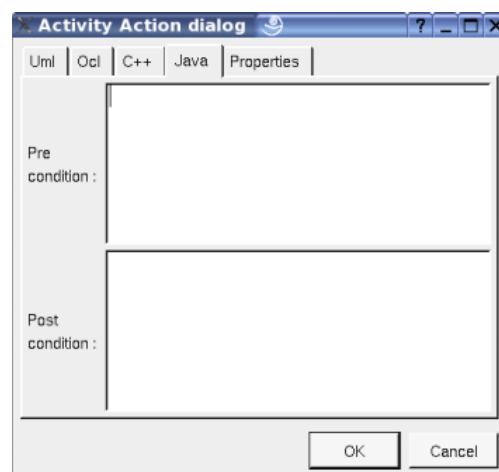 Activity Action dialog
Uml Ocl C++ Java Properties
Pre
condition :
Post
condition :
OK Cancel